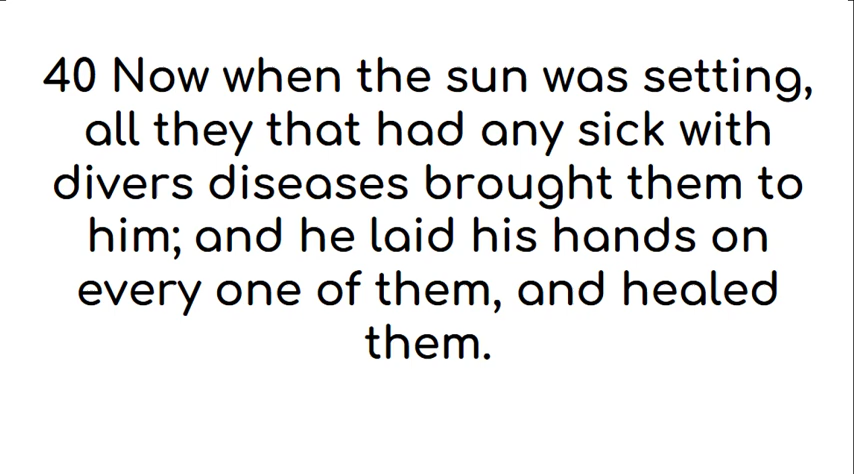 40 Now when the sun was setting,
all they that had any sick with
divers diseases brought them to
him; and he laid his hands on
every one of them, and healed
them.